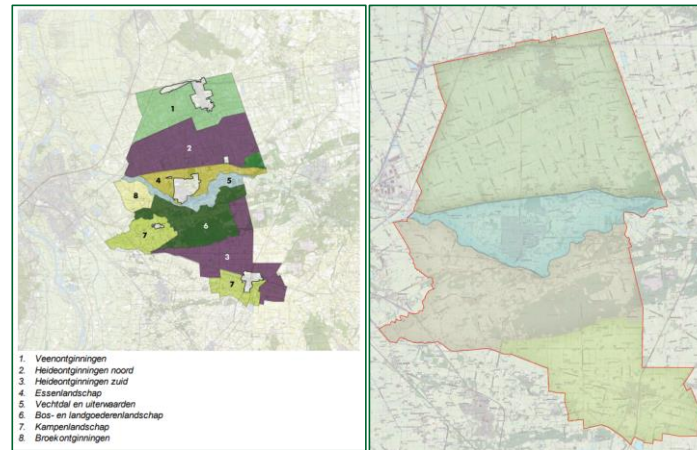 1
2
8
4
5
8
6
7
3
7
1. Veenontginningen
2. Heideontginningen noord
3. Heideontginningen zuid
4. Essenlandschap
5. Vechtdal en uiterwaarden
6. Bos- en landgoederenlandschap
7. Kampenlandschap
8. Broekontginningen